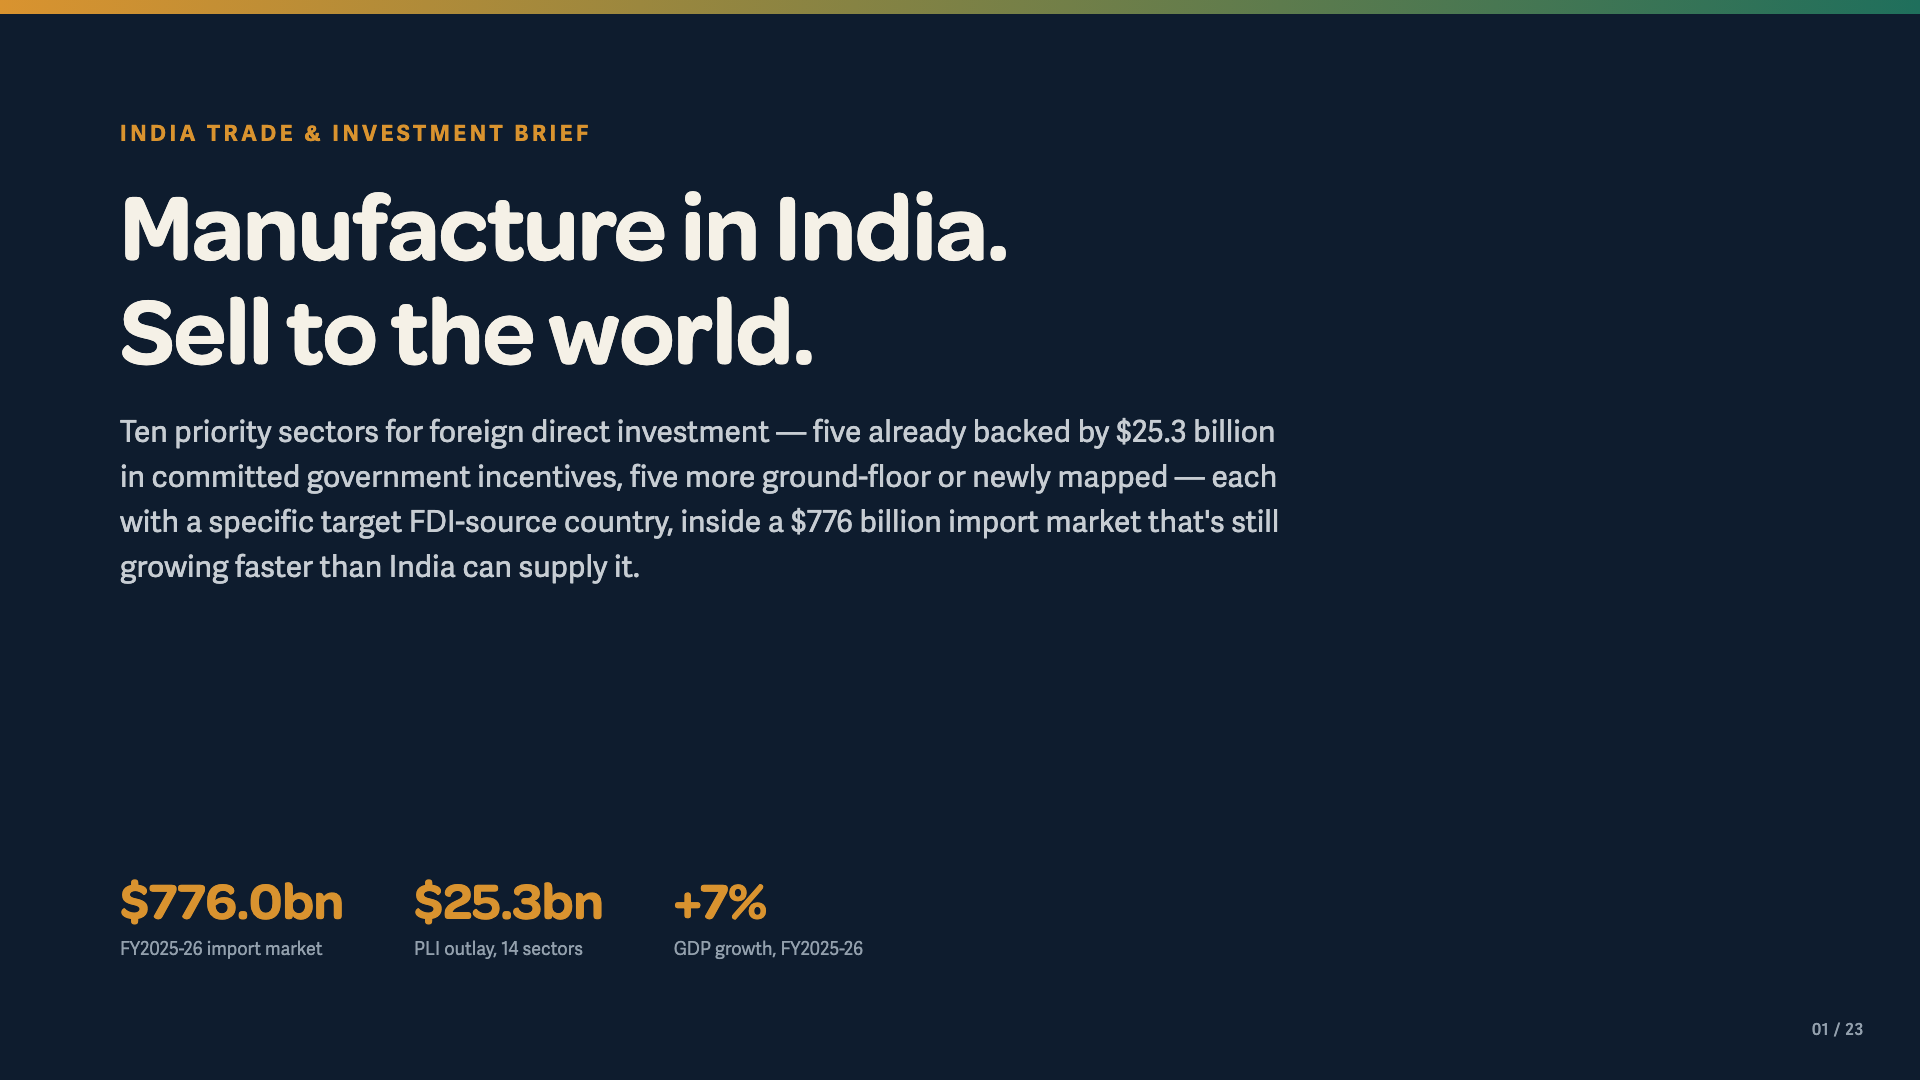 INDIA TRADE & INVESTMENT BRIEF
Manufacture in India.
Sell to the world.
Ten priority sectors for foreign direct investment — five already backed by $25.3 billion
in committed government incentives, five more ground-floor or newly mapped — each
with a specific target FDI-source country, inside a $776 billion import market that's still
growing faster than India can supply it.
$776.0bn
FY2025-26 import market
$25.3bn
PLI outlay, 14 sectors
+7%
GDP growth, FY2025-26
01 / 23